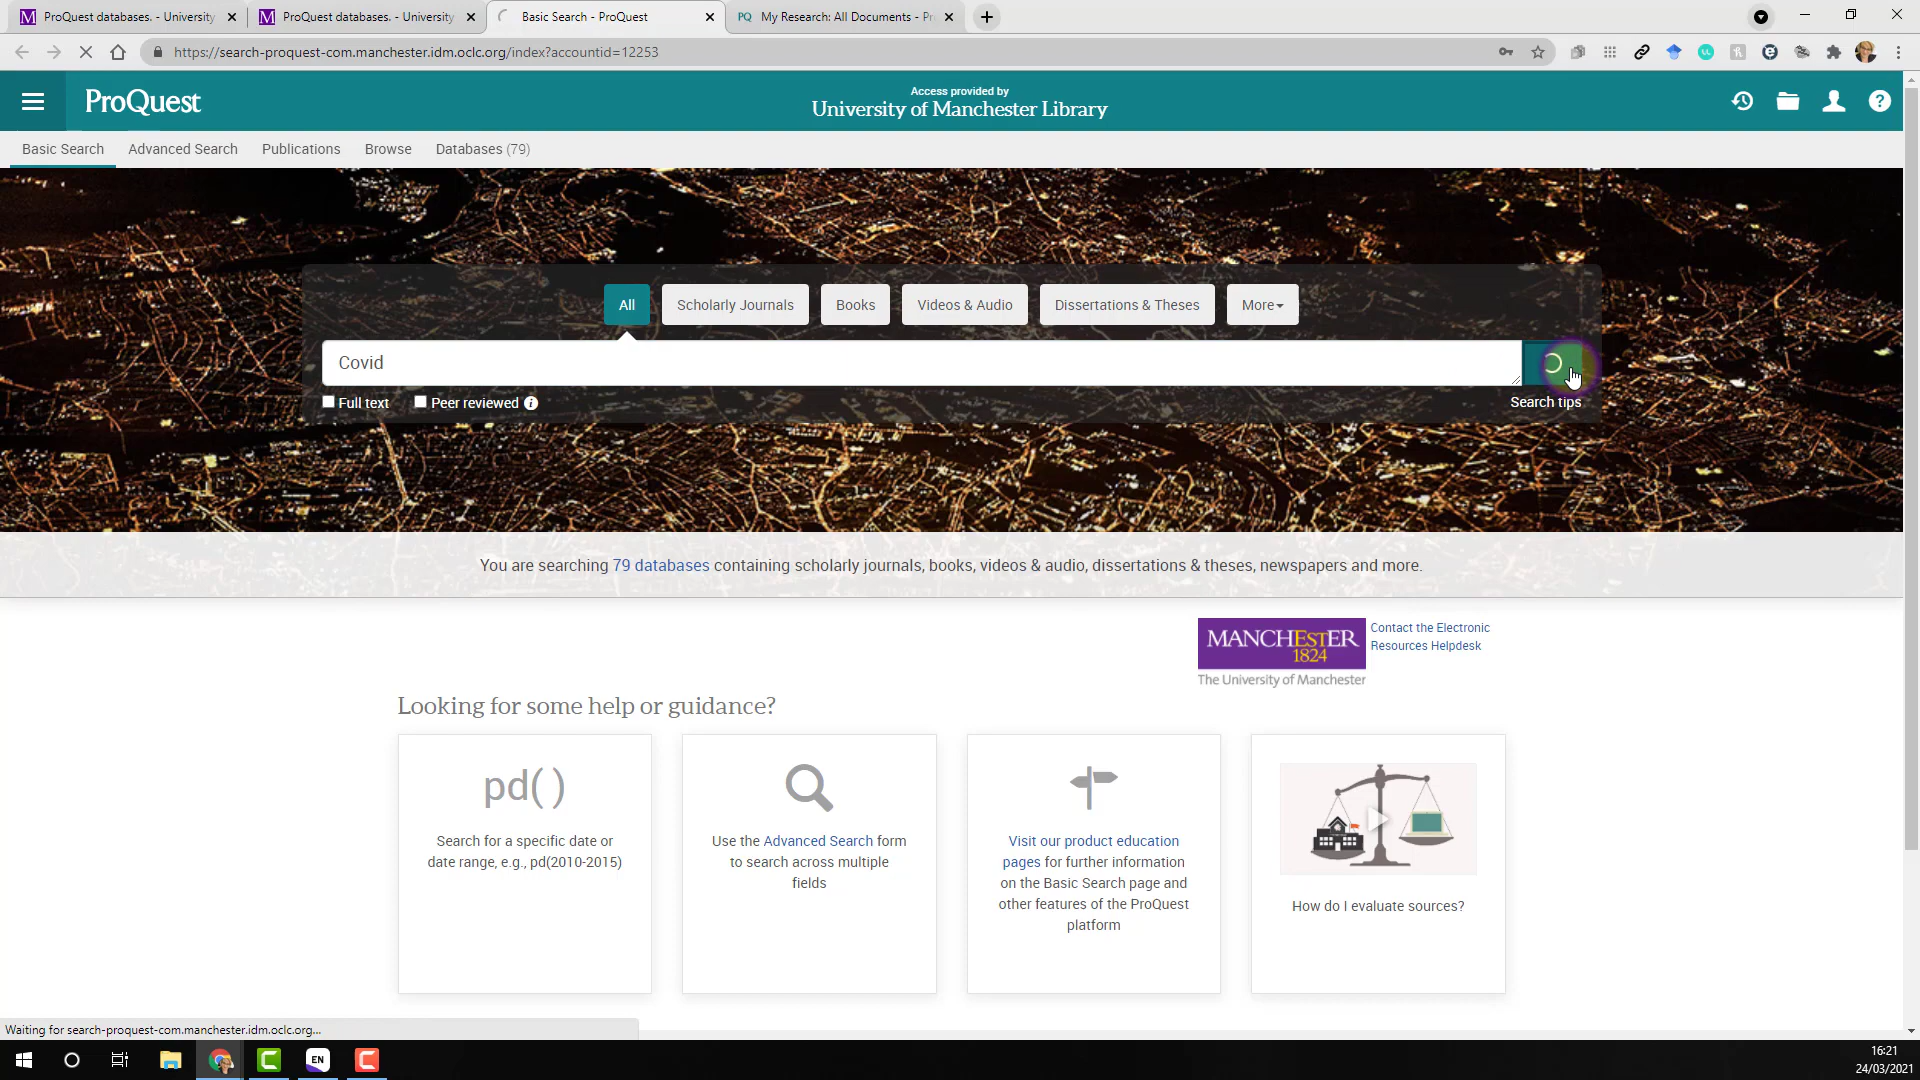 ProQuest databases. - University
ProQuest databases. - University
Basic Search - ProQuest
PQ My Research: All Documents - Pr
https://search-proquest-com.manchester.idm.oclc.org/index?accountid=12253
ProQuest
Access provided by
University of Manchester Library
Basic Search
Advanced Search
Publications
Browse
Databases (79)
All
Scholarly Journals
Books
Videos & Audio
Dissertations & Theses
More
Covid
Full text
Peer reviewed
Search tips
You are searching 79 databases containing scholarly journals, books, videos & audio, dissertations & theses, newspapers and more.
MANCHESTER
1824
The University of Manchester
Contact the Electronic
Resources Helpdesk
Looking for some help or guidance?
pd( )
Search for a specific date or
date range, e.g., pd(2010-2015)
Use the Advanced Search form
to search across multiple
fields
Visit our product education
pages for further information
on the Basic Search page and
other features of the ProQuest
platform
How do I evaluate sources?
Waiting for search-proquest-com.manchester.idm.oclc.org...
EN
16:21
24/03/2021